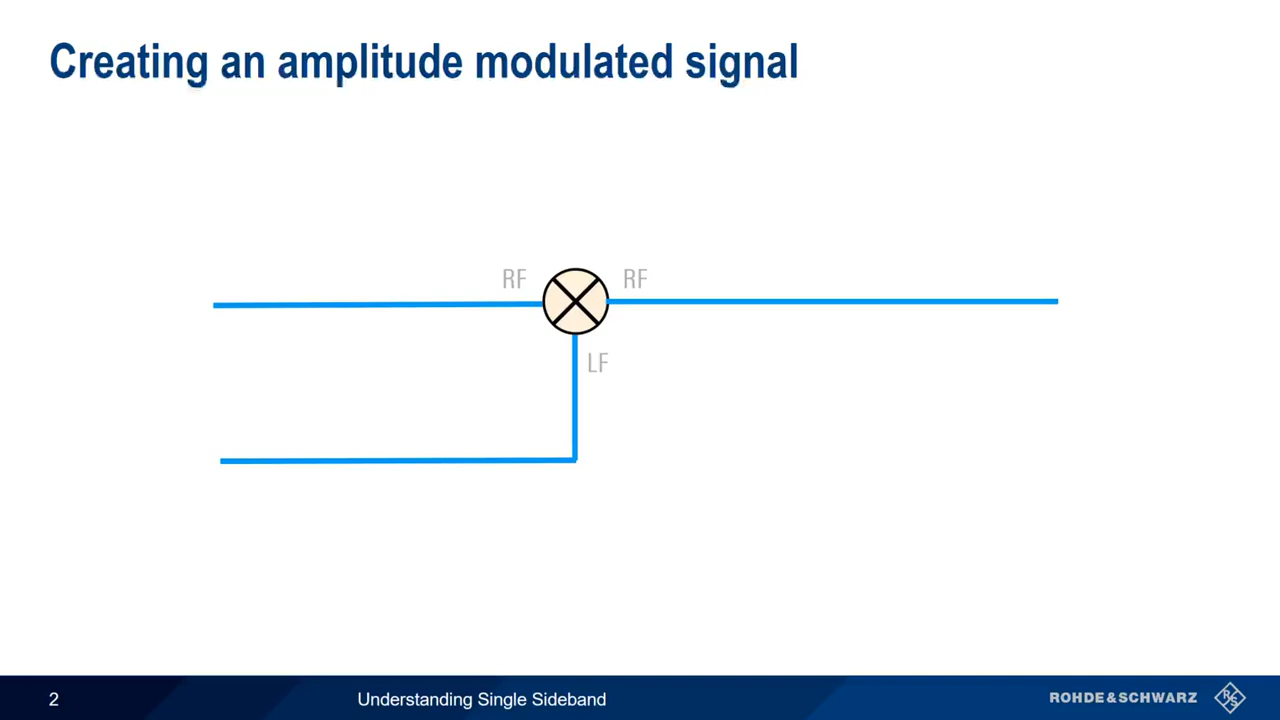 Creating an amplitude modulated signal
RF
RF
LF
2
Understanding Single Sideband
ROHDE&SCHWARZ
R
S